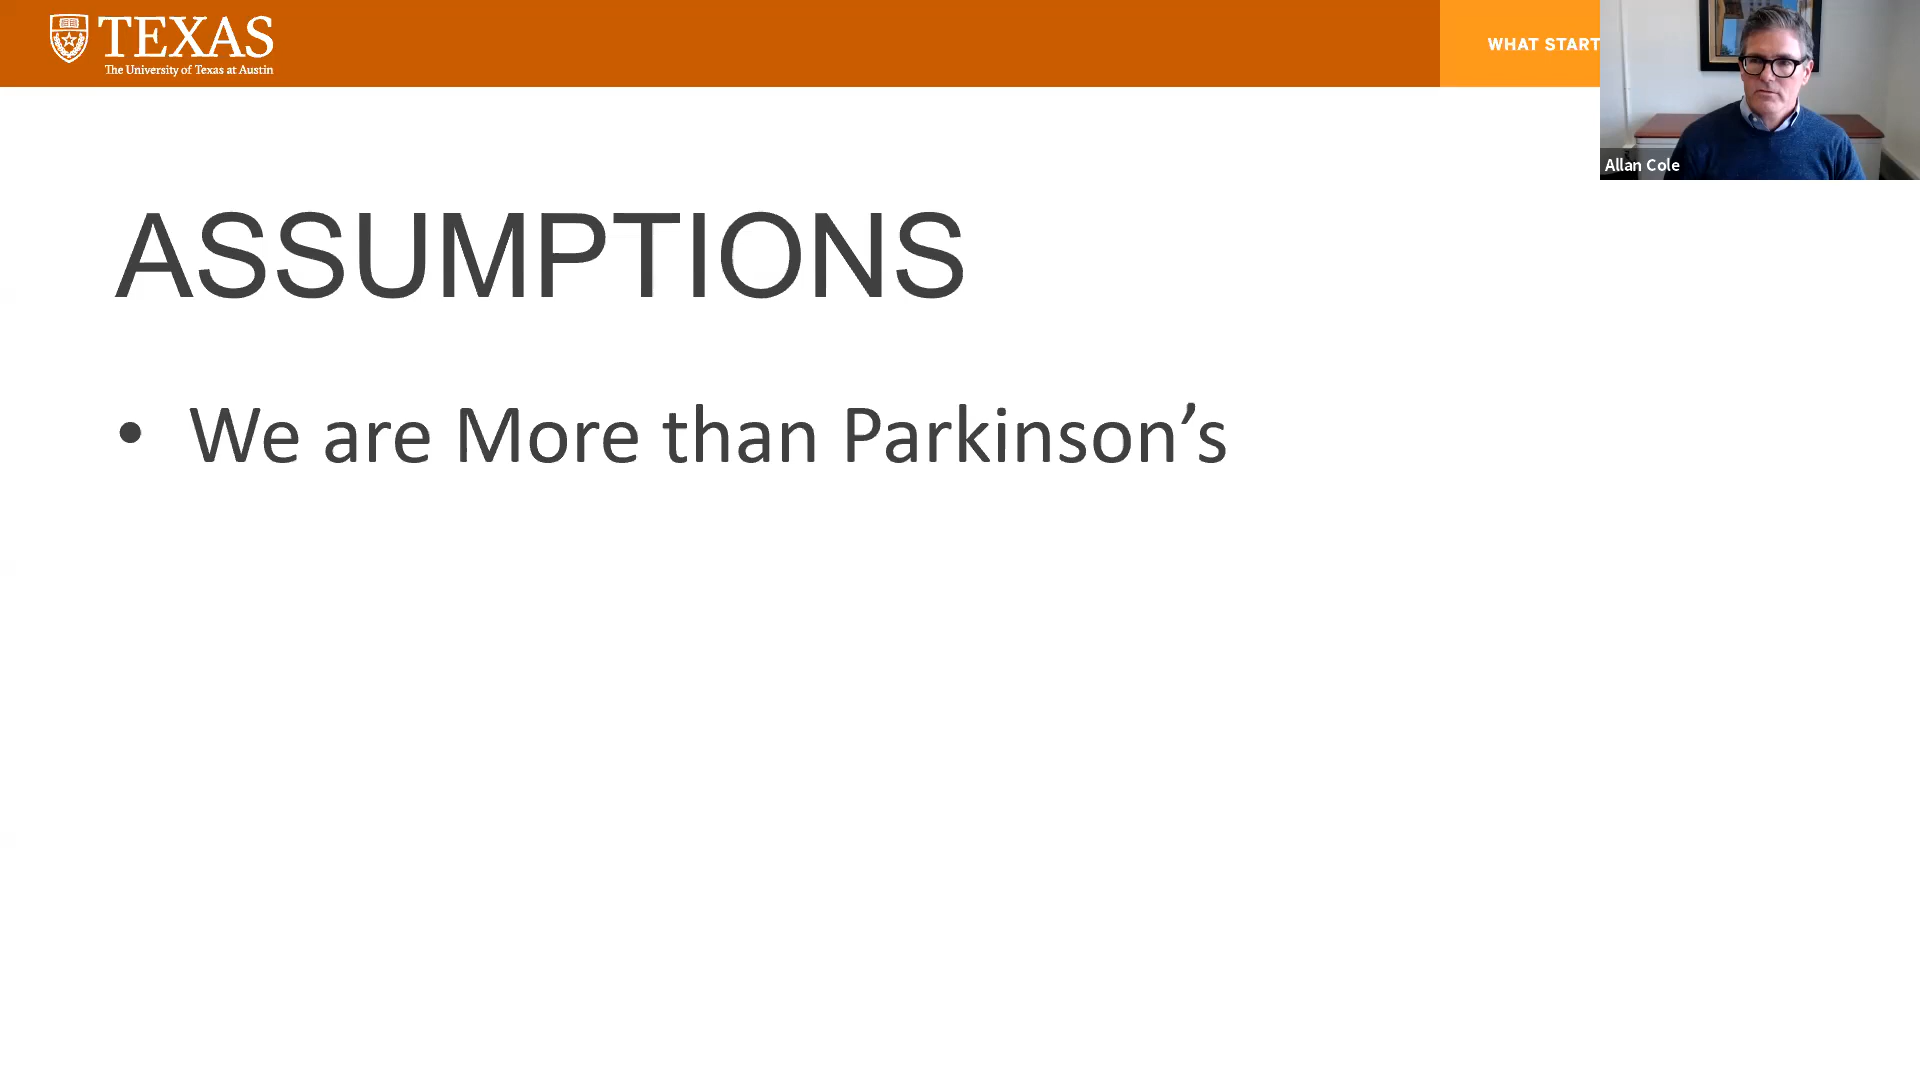 TEXAS
The University of Texas at Austin
WHAT START
Allan Cole
ASSUMPTIONS
• We are More than Parkinson’s